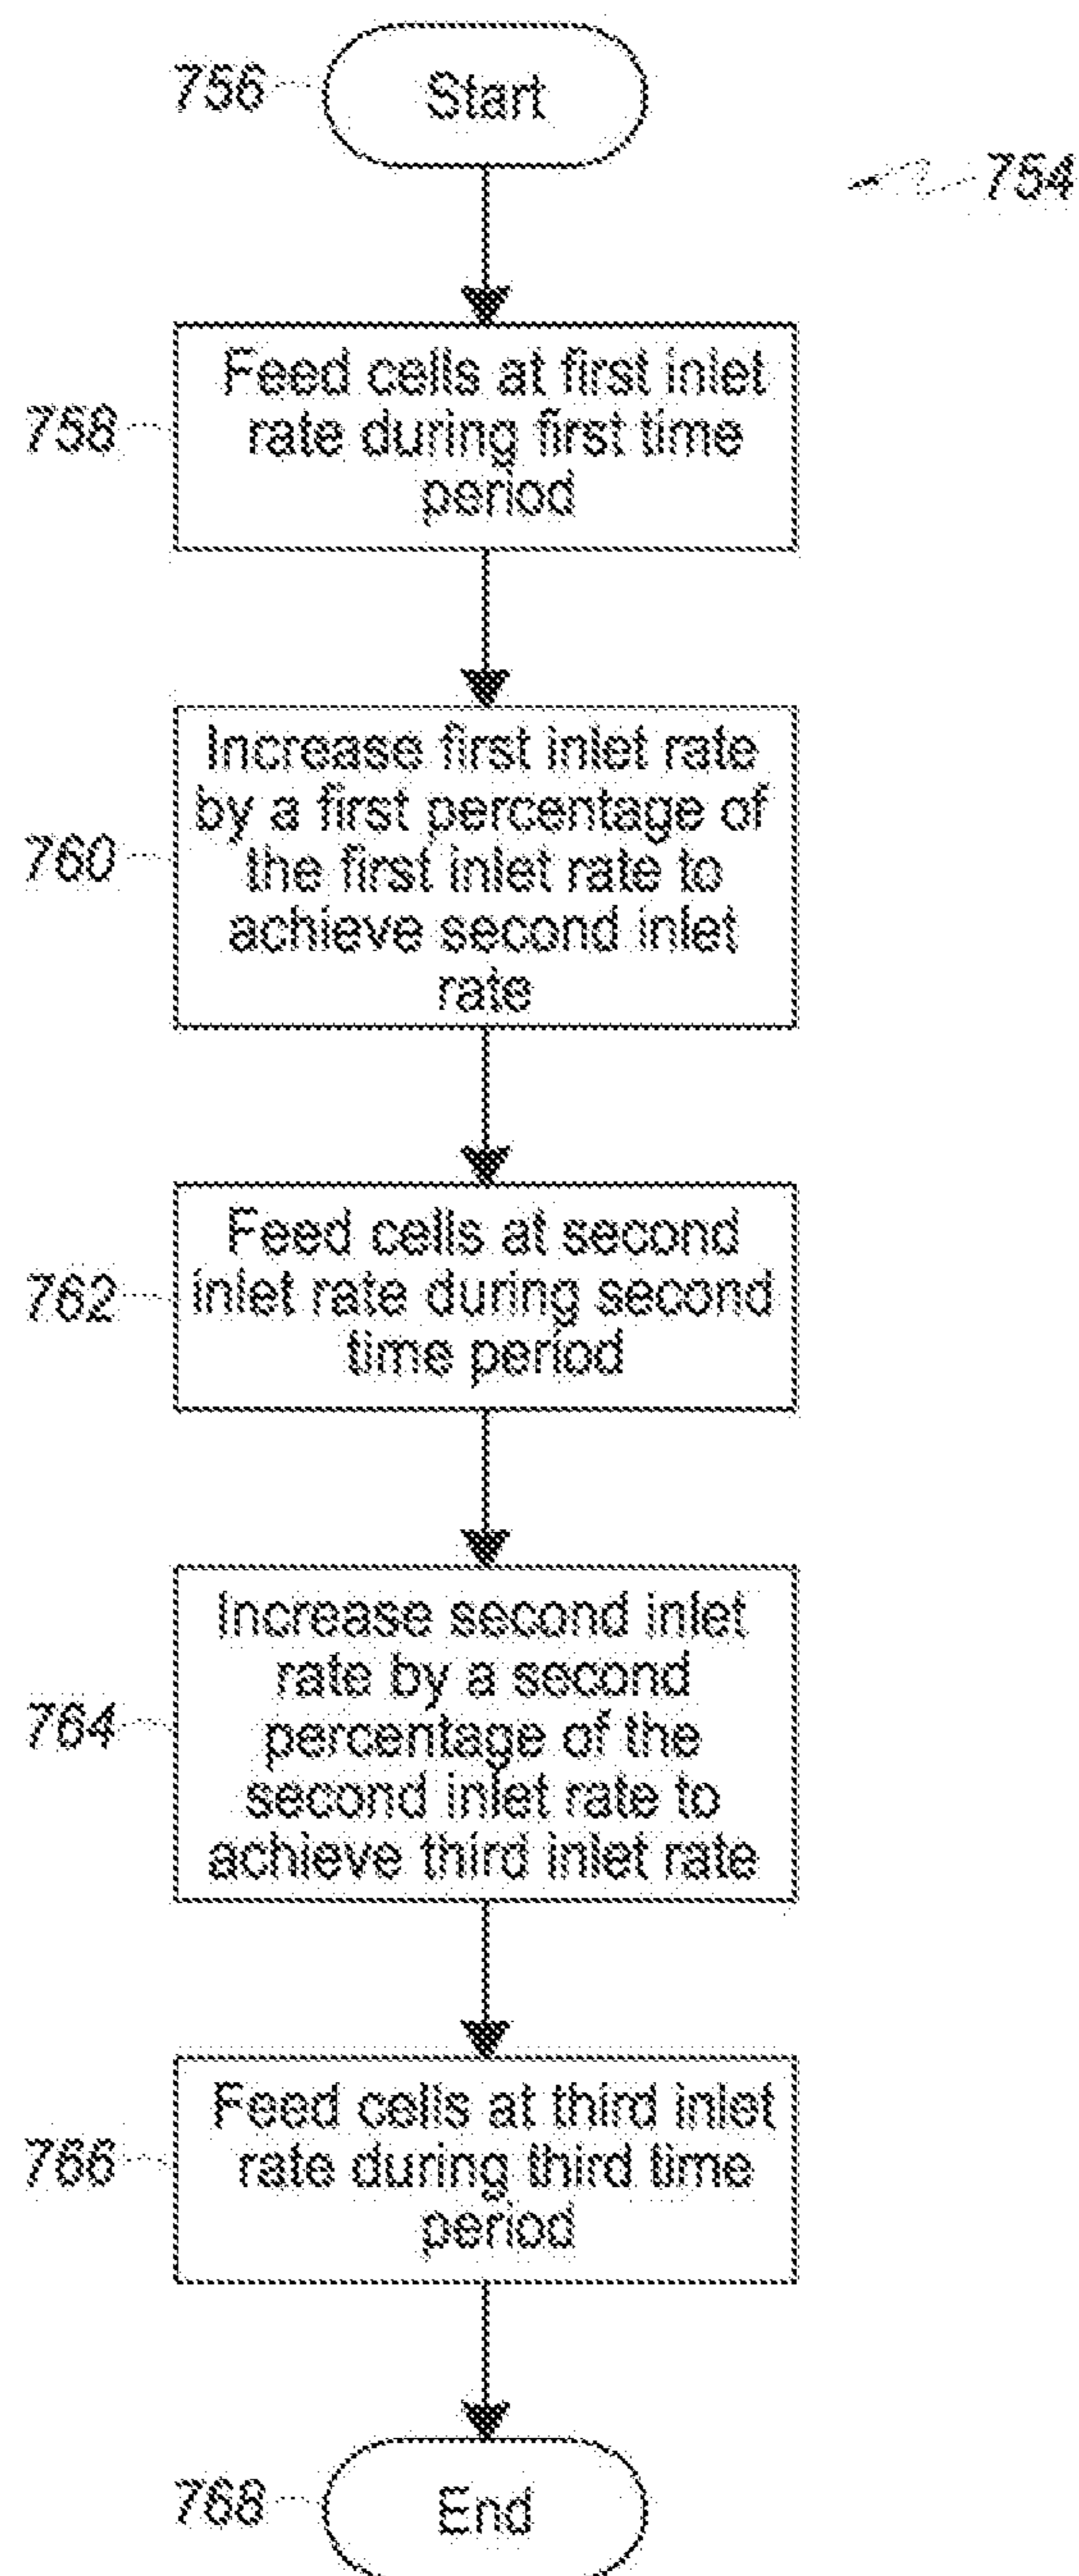 756
Start
754
758
Feed cells at first inlet
rate during first time
period
760
Increase first inlet rate
by a first percentage of
the first inlet rate to
achieve second inlet
rate
762
Feed cells at second
inlet rate during second
time period
764
Increase second inlet
rate by a second
percentage of the
second inlet rate to
achieve third inlet rate
766
Feed cells at third inlet
rate during third time
period
768
End